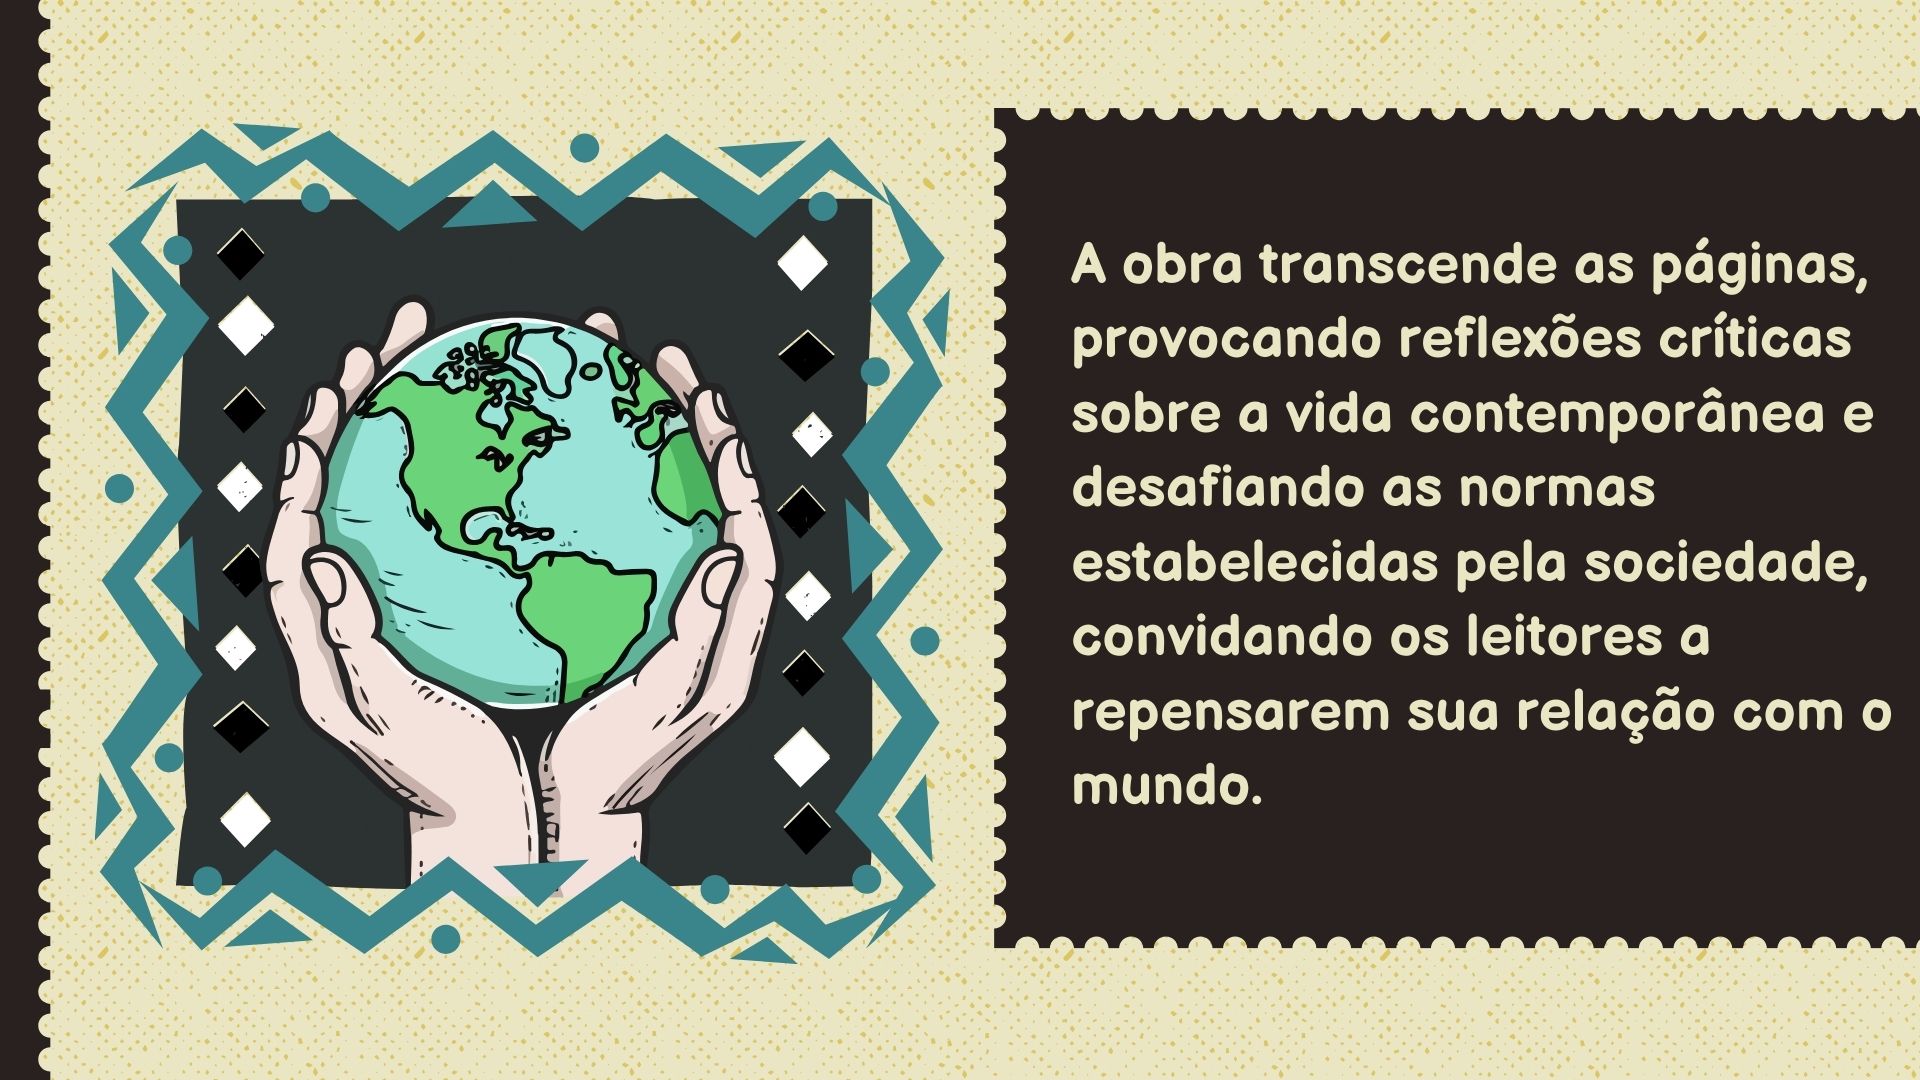 A obra transcende as páginas,
provocando reflexões críticas
sobre a vida contemporânea e
desafiando as normas
estabelecidas pela sociedade,
convidando os leitores a
repensarem sua relação com o
mundo.